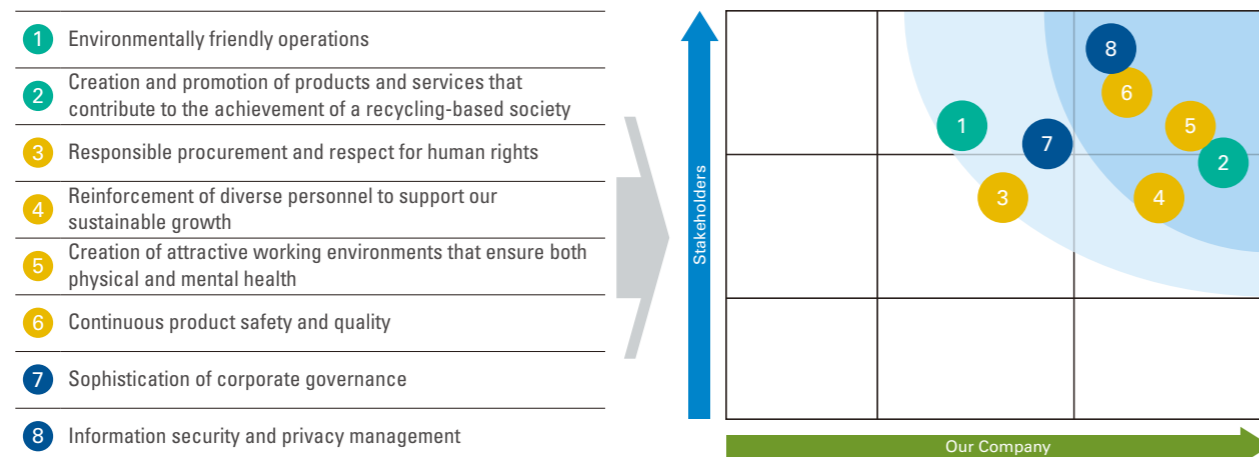 1 Environmentally friendly operations
2 Creation and promotion of products and services that
contribute to the achievement of a recycling-based society
3 Responsible procurement and respect for human rights
4 Reinforcement of diverse personnel to support our
sustainable growth
5 Creation of attractive working environments that ensure both
physical and mental health
6 Continuous product safety and quality
7 Sophistication of corporate governance
8 Information security and privacy management
Stakeholders
8
6
1
5
7
2
3
4
Our Company